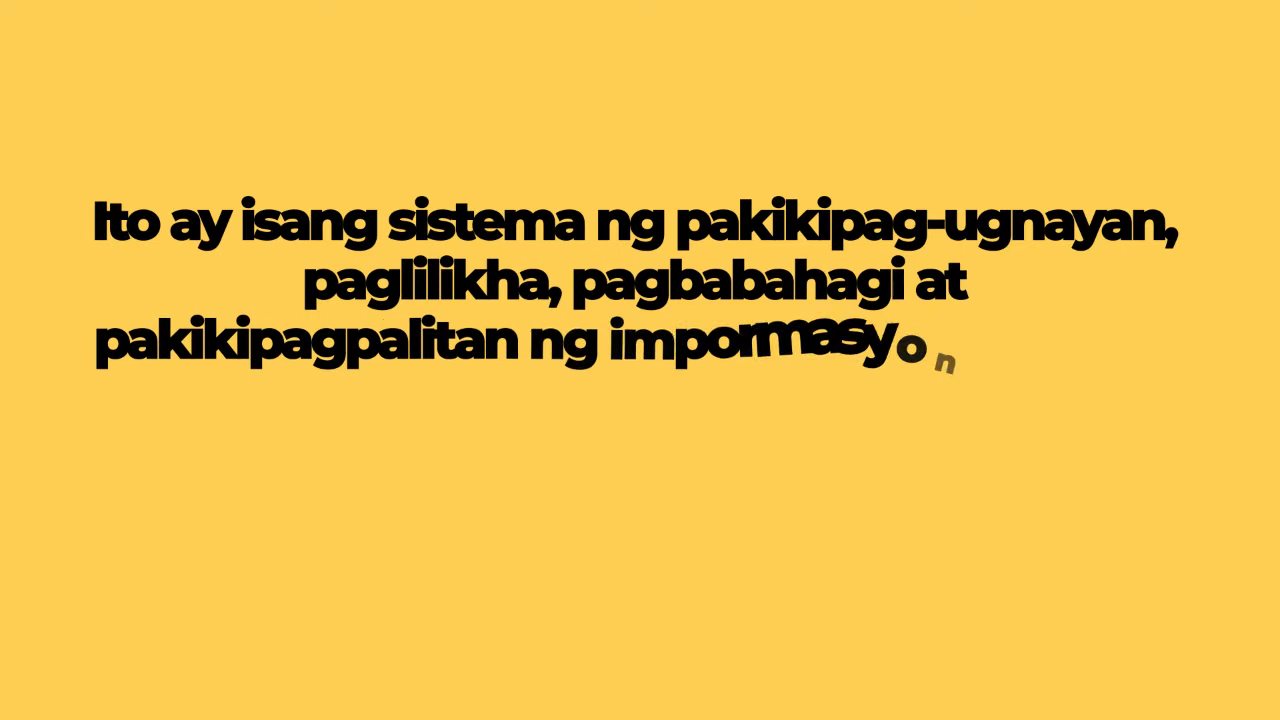 Ito ay isang sistema ng pakikipag-ugnayan,
paglilikha, pagbabahagi at
pakikipagpalitan ng impormasyon